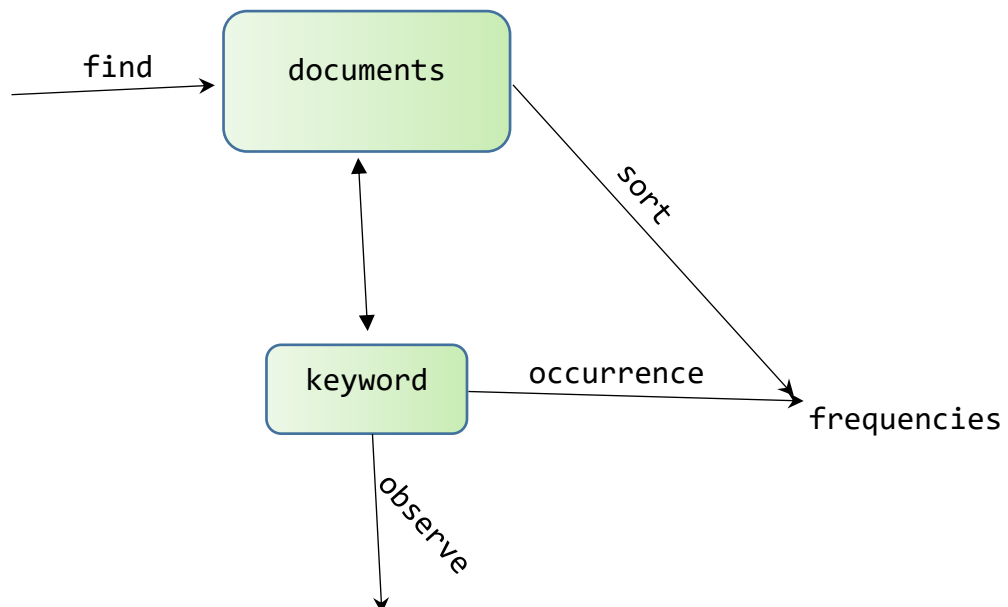 find
documents
sort
keyword
occurrence
frequencies
observe